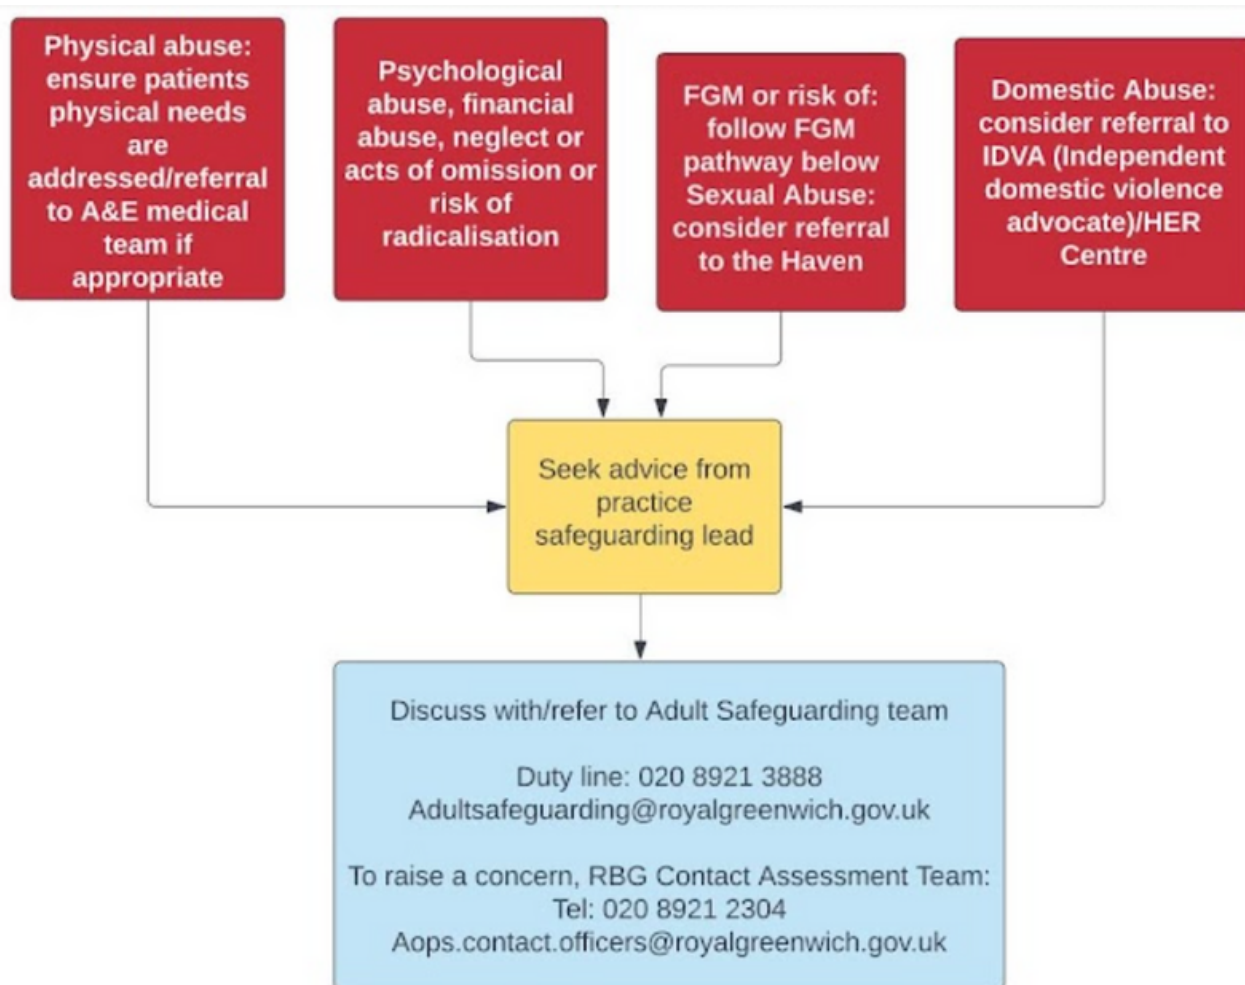 Physical abuse:
ensure patients
physical needs
are
addressed/referral
to A&E medical
team if
appropriate
Psychological
abuse, financial
abuse, neglect or
acts of omission or
risk of
radicalisation
FGM or risk of:
follow FGM
pathway below
Sexual Abuse:
consider referral
to the Haven
Domestic Abuse:
consider referral to
IDVA (Independent
domestic violence
advocate)/HER
Centre
Seek advice from
practice
safeguarding lead
Discuss with/refer to Adult Safeguarding team
Duty line: 020 8921 3888
Adultsafeguarding@royalgreenwich.gov.uk
To raise a concern, RBG Contact Assessment Team:
Tel: 020 8921 2304
Aops.contact.officers@royalgreenwich.gov.uk